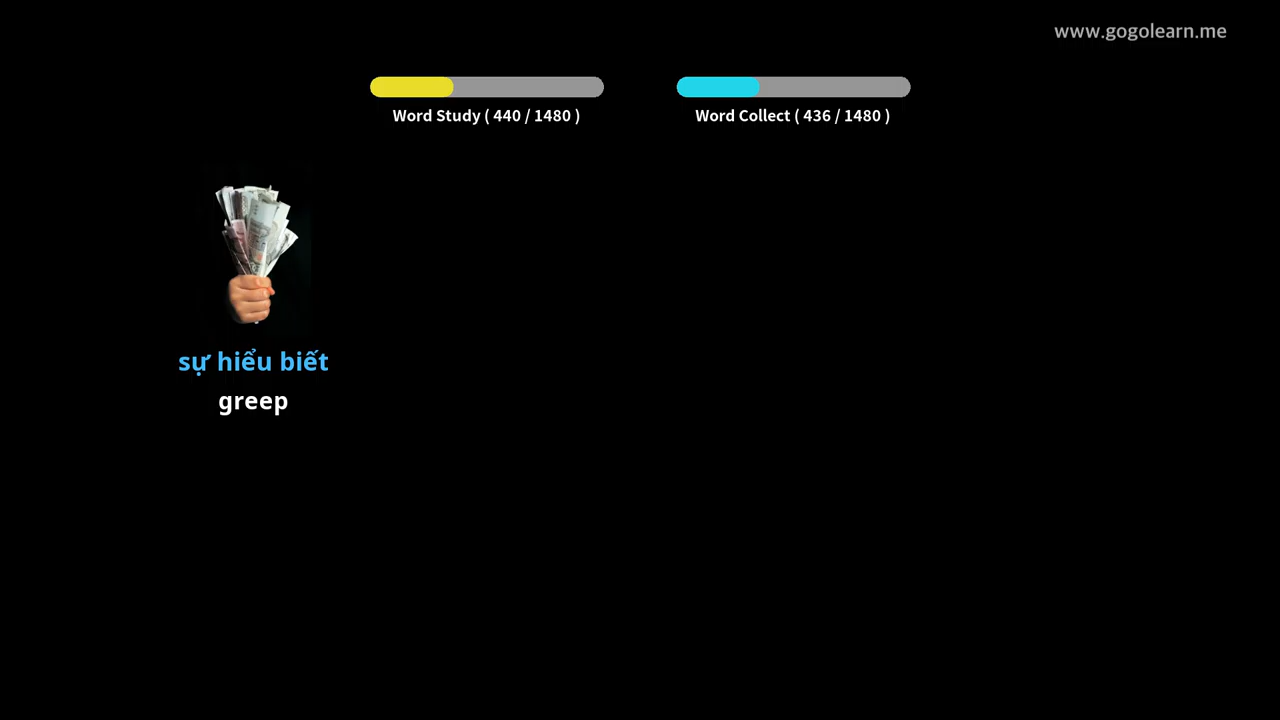 www.gogolearn.me
Word Study ( 440 / 1480 )
Word Collect ( 436 / 1480 )
sự hiểu biết
greep